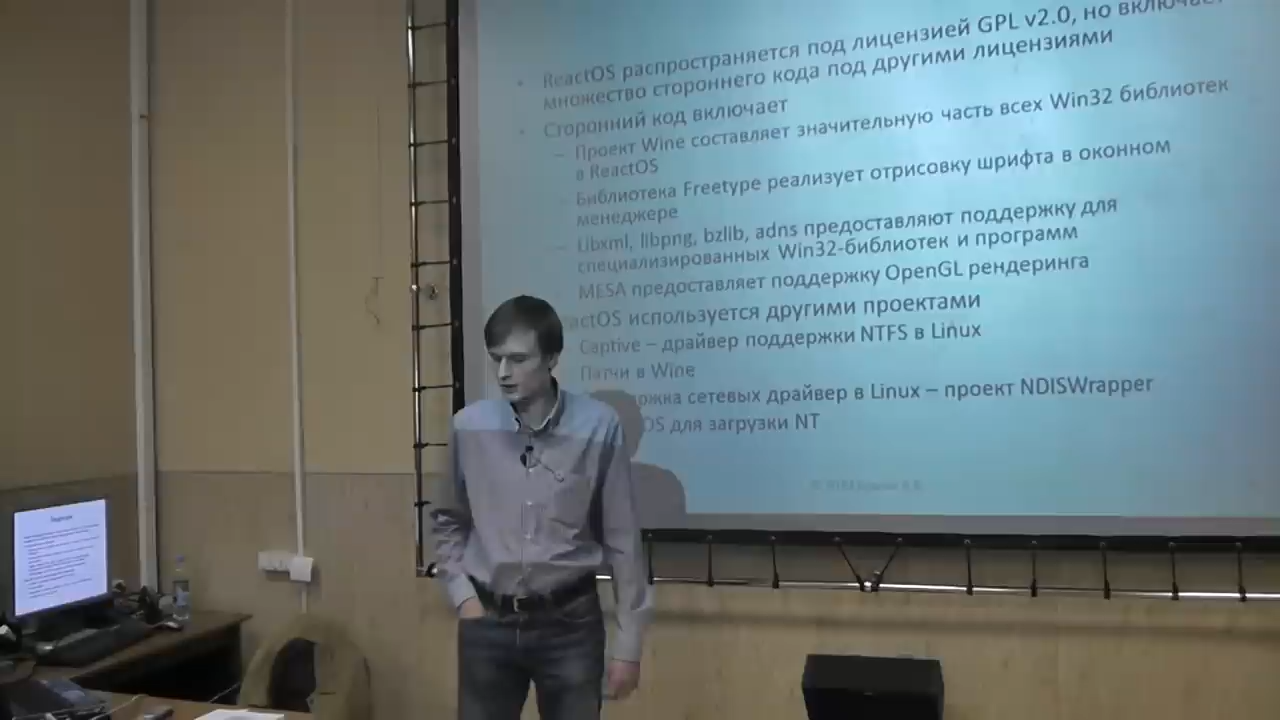 ReactOS распространяется под лицензией GPL v2.0, но включает
множество стороннего кода под другими лицензиями
Сторонний код включает
– Проект Wine составляет значительную часть всех Win32 библиотек
в ReactOS
– Библиотека Freetype реализует отрисовку шрифта в оконном
менеджере
– Libxml, libpng, bzlib, adns предоставляют поддержку для
специализированных Win32-библиотек и программ
MESA предоставляет поддержку OpenGL рендеринга
actOS используется другими проектами
Captive – драйвер поддержки NTFS в Linux
Патчи в Wine
ожка сетевых драйвер в Linux – проект NDISWrapper
OS для загрузки NT